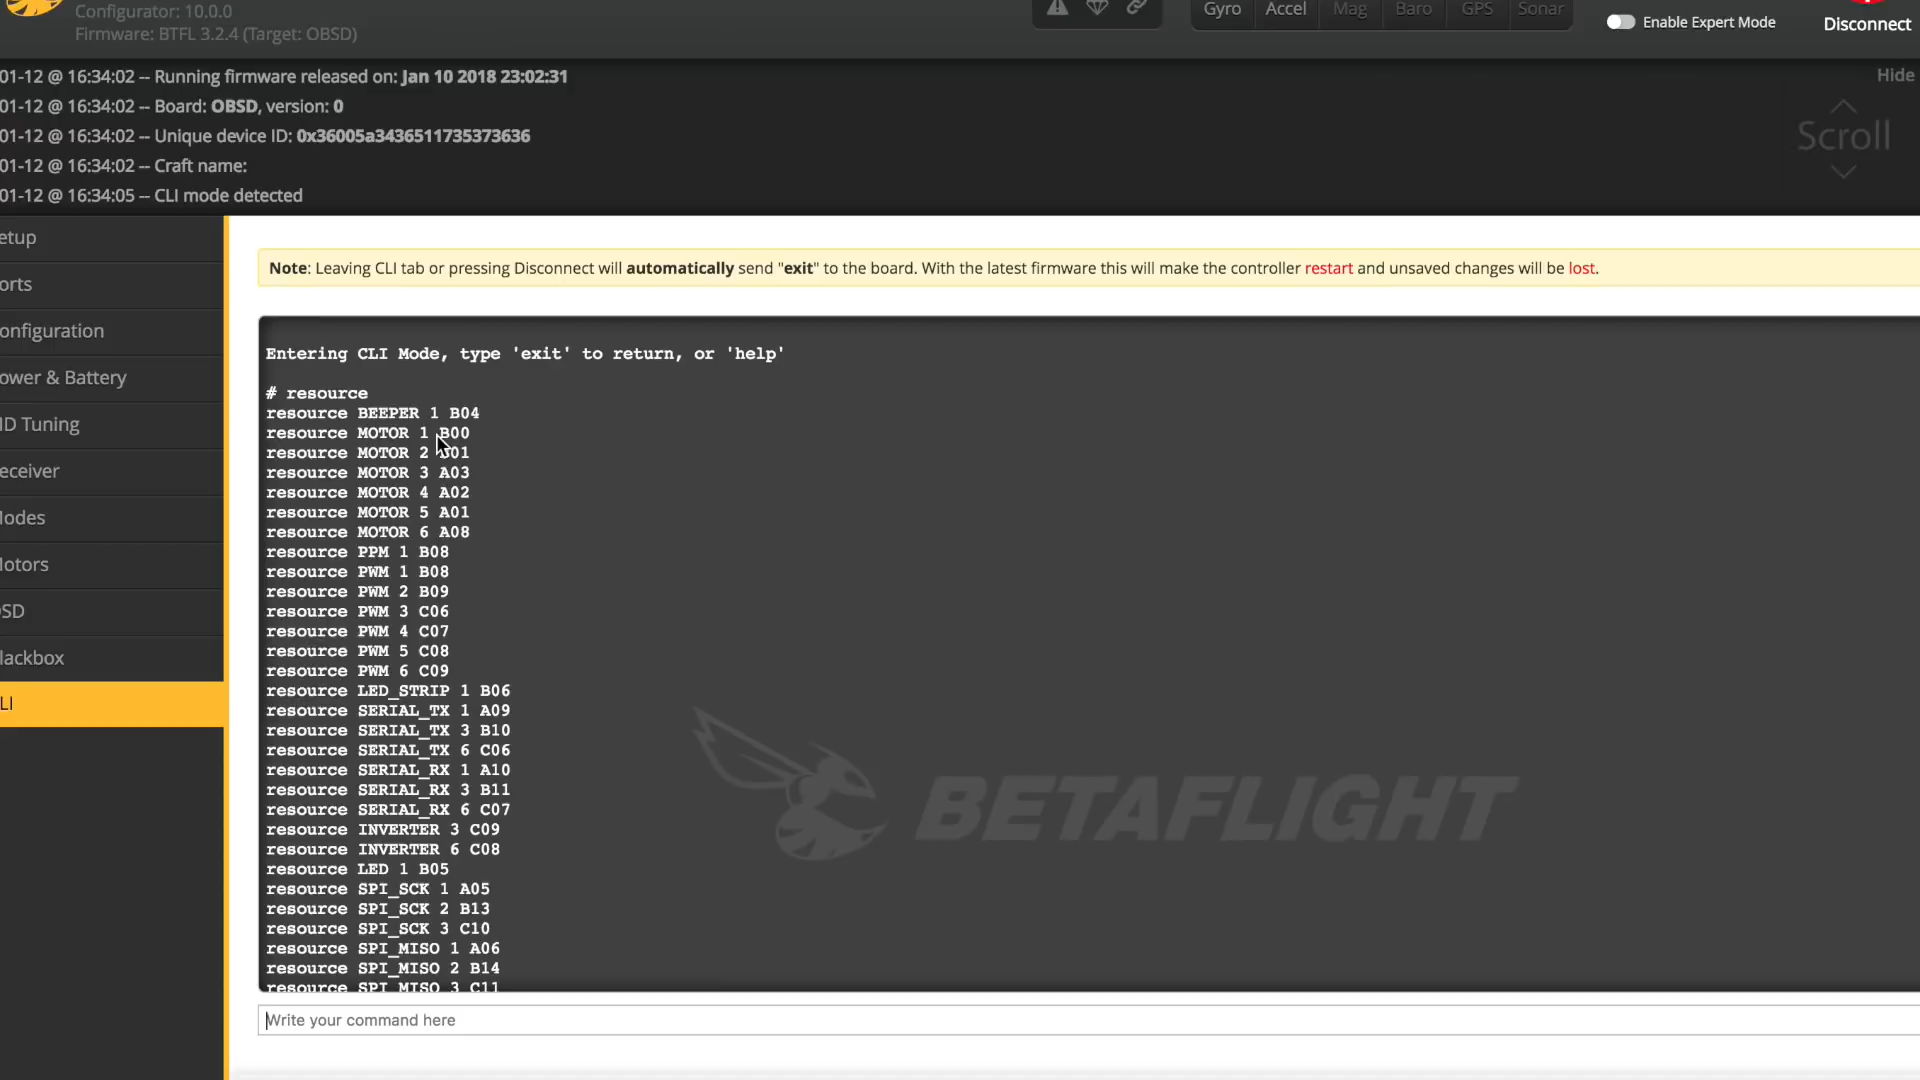 Configurator: 10.0.0
Firmware: BTFL 3.2.4 (Target: OBSD)
Gyro Accel Mag Baro GPS Sonar
Enable Expert Mode
Disconnect
01-12 @ 16:34:02 -- Running firmware released on: Jan 10 2018 23:02:31
Hide
01-12 @ 16:34:02 -- Board: OBSD, version: 0
01-12 @ 16:34:02 -- Unique device ID: 0x36005a3436511735373636
01-12 @ 16:34:02 -- Craft name:
01-12 @ 16:34:05 -- CLI mode detected
Scroll
etup
orts
onfiguration
ower & Battery
ID Tuning
eceiver
Modes
Motors
OSD
lackbox
LI
Note: Leaving CLI tab or pressing Disconnect will automatically send "exit" to the board. With the latest firmware this will make the controller restart and unsaved changes will be lost.
Entering CLI Mode, type 'exit' to return, or 'help'
# resource
resource BEEPER 1 B04
resource MOTOR 1 B00
resource MOTOR 2 B01
resource MOTOR 3 A03
resource MOTOR 4 A02
resource MOTOR 5 A01
resource MOTOR 6 A08
resource PPM 1 B08
resource PWM 1 B08
resource PWM 2 B09
resource PWM 3 C06
resource PWM 4 C07
resource PWM 5 C08
resource PWM 6 C09
resource LED_STRIP 1 B06
resource SERIAL_TX 1 A09
resource SERIAL_TX 3 B10
resource SERIAL_TX 6 C06
resource SERIAL_RX 1 A10
resource SERIAL_RX 3 B11
resource SERIAL_RX 6 C07
resource INVERTER 3 C09
resource INVERTER 6 C08
resource LED 1 B05
resource SPI_SCK 1 A05
resource SPI_SCK 2 B13
resource SPI_SCK 3 C10
resource SPI_MISO 1 A06
resource SPI_MISO 2 B14
resource SPI_MISO 3 C11
BETAFLIGHT
Write your command here